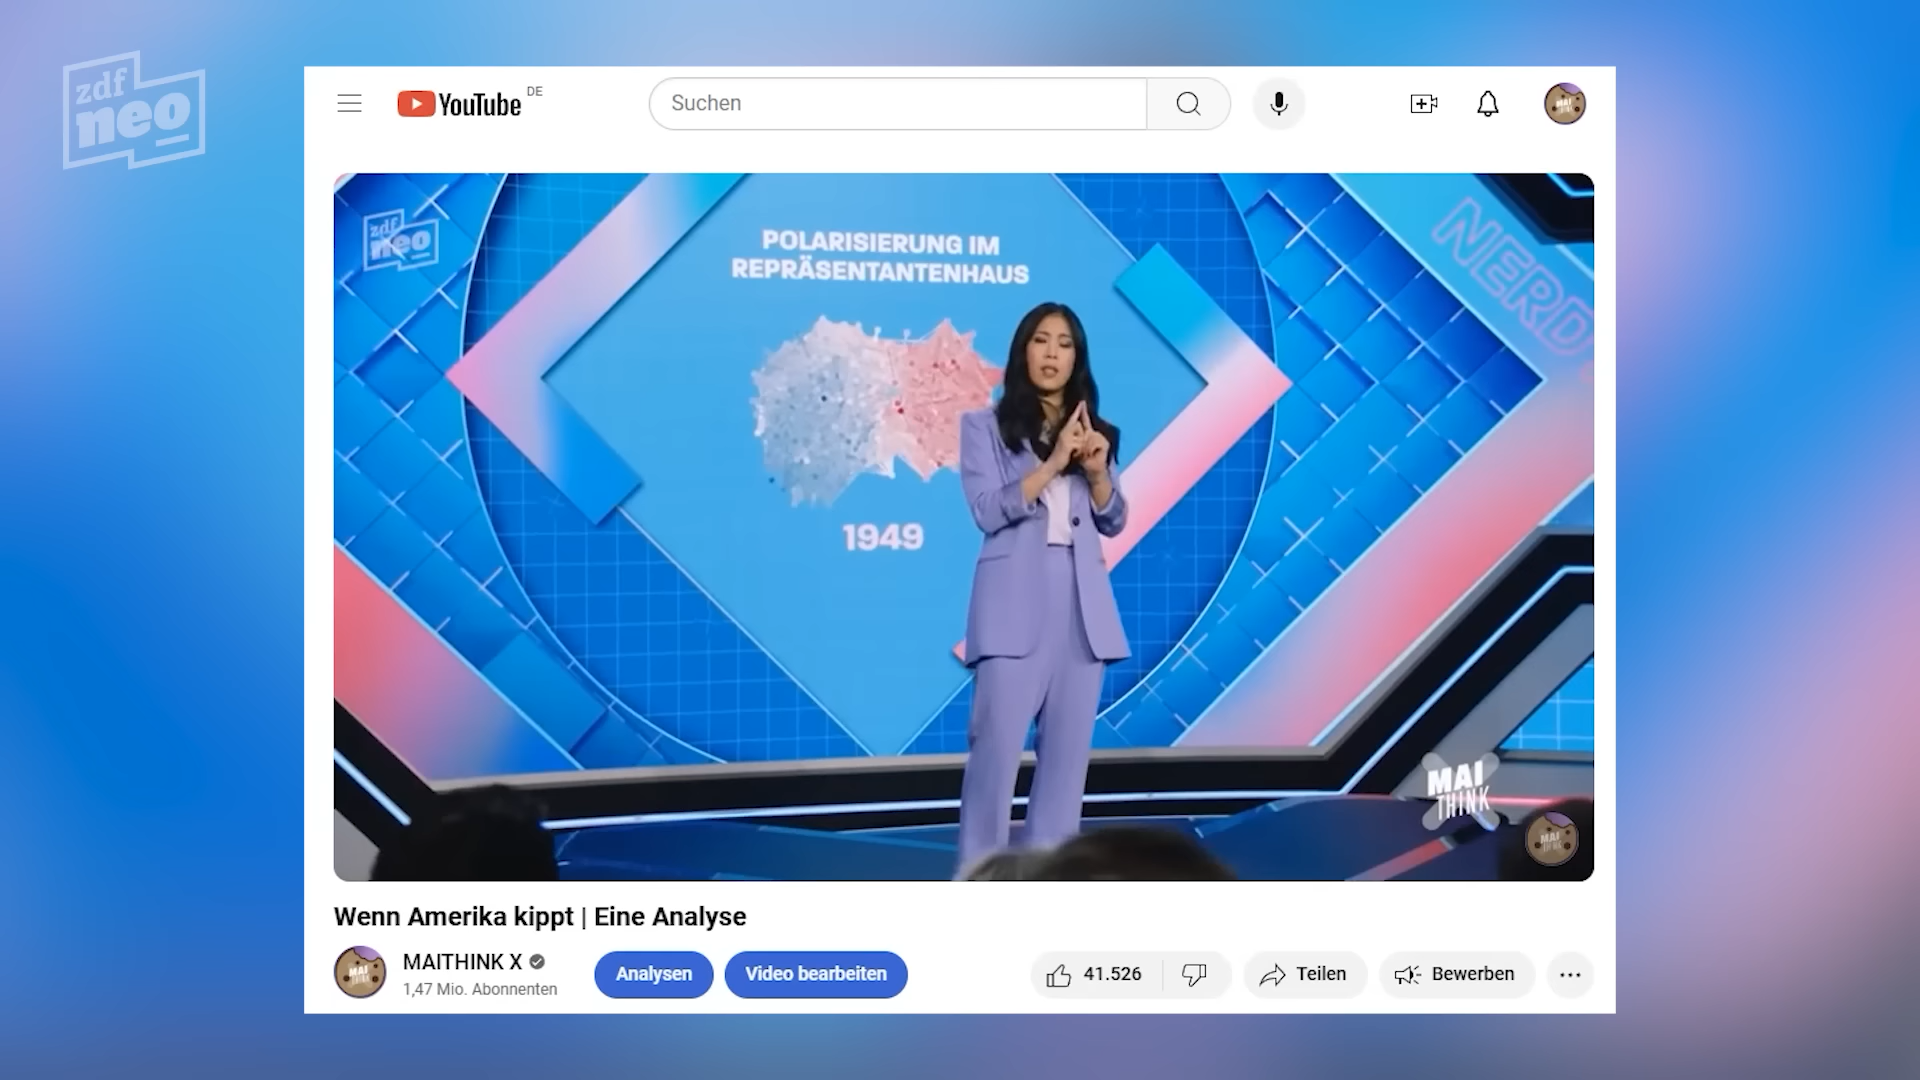 zdf
neo
YouTube DE
Suchen
zdf
neo
NERD
POLARISIERUNG IM
REPRÄSENTANTENHAUS
1949
MAI
THINK
Wenn Amerika kippt | Eine Analyse
MAITHINK X
1,47 Mio. Abonnenten
Analysen
Video bearbeiten
41.526
Teilen
Bewerben